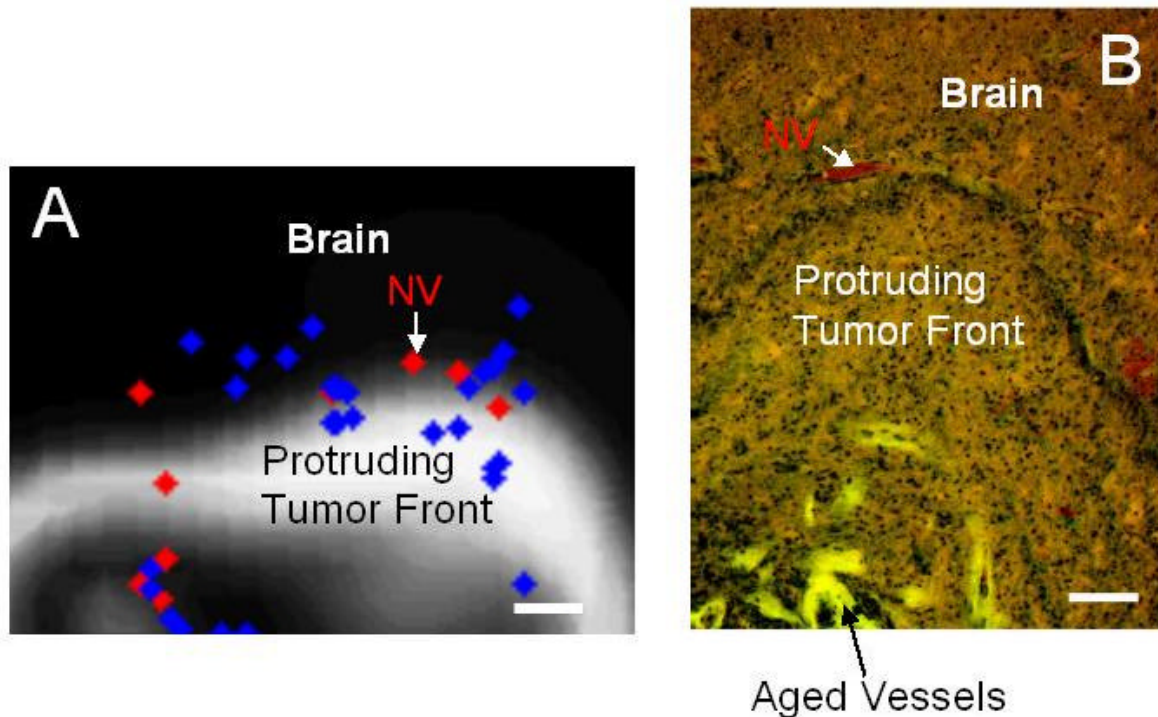 A
Brain
NV
Protruding
Tumor Front
B
Brain
NV
Protruding
Tumor Front
Aged Vessels